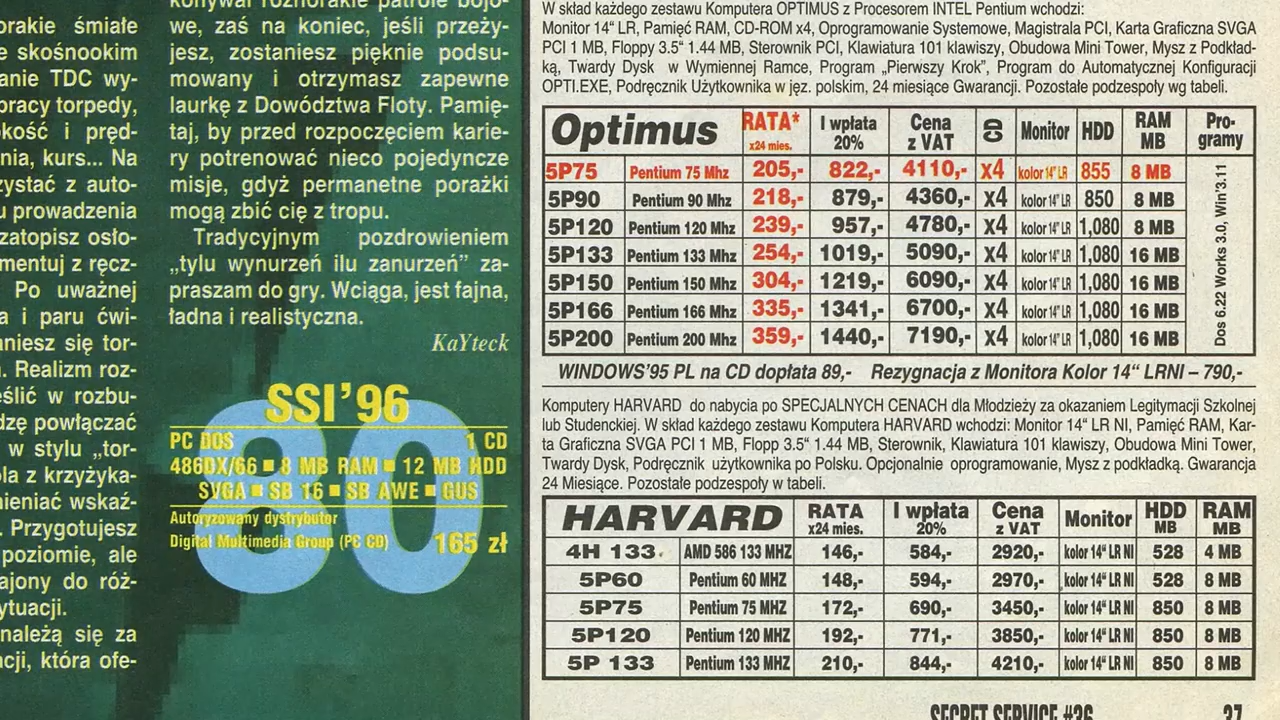 orakie śmiałe
e skośnookim
anie TDC wy-
pracy torpedy,
okość i pręd-
nia, kurs... Na
zystać z auto-
u prowadzenia
zatopisz osło-
mentuj z ręcz-
Po uważnej
a i paru ćwi-
niesz się tor-
. Realizm roz-
eślić w rozbu-
dzę powłączać
w stylu „tor-
la z krzyżyka-
mieniać wskaź-
. Przygotujesz
poziomie, ale
ajony do róż-
ytuacji.
należą się za
cji, która ofe-
konywał różnorakie patrole bojo-
we, zaś na koniec, jeśli przeży-
jesz, zostaniesz pięknie podsu-
mowany i otrzymasz zapewne
laurkę z Dowództwa Floty. Pamię-
taj, by przed rozpoczęciem karie-
ry potrenować nieco pojedyncze
misje, gdyż permanetne porażki
mogą zbić cię z tropu.
Tradycyjnym pozdrowieniem
„tylu wynurzeń ilu zanurzeń” za-
praszam do gry. Wciąga, jest fajna,
ładna i realistyczna.
KaYteck
SSI’96
80
PC DOS 1 CD
486DX/66 ■ 8 MB RAM ■ 12 MB HDD
SVGA ■ SB 16 ■ SB AWE ■ GUS
Autoryzowany dystrybutor
Digital Multimedia Group (PC CD) 165 zł
W skład każdego zestawu Komputera OPTIMUS z Procesorem INTEL Pentium wchodzi:
Monitor 14“ LR, Pamięć RAM, CD-ROM x4, Oprogramowanie Systemowe, Magistrala PCI, Karta Graficzna SVGA
PCI 1 MB, Floppy 3.5“ 1.44 MB, Sterownik PCI, Klawiatura 101 klawiszy, Obudowa Mini Tower, Mysz z Podkład-
ką, Twardy Dysk w Wymiennej Ramce, Program „Pierwszy Krok”, Program do Automatycznej Konfiguracji
OPTI.EXE, Podręcznik Użytkownika w jęz. polskim, 24 miesiące Gwarancji. Pozostałe podzespoły wg tabeli.
Optimus RATA* x24 mies. I wpłata 20% Cena z VAT CD Monitor HDD RAM MB Pro-gramy
5P75 Pentium 75 Mhz 205,- 822,- 4110,- x4 kolor 14“ LR 855 8 MB
5P90 Pentium 90 Mhz 218,- 879,- 4360,- x4 kolor 14“ LR 850 8 MB
5P120 Pentium 120 Mhz 239,- 957,- 4780,- x4 kolor 14“ LR 1,080 8 MB
5P133 Pentium 133 Mhz 254,- 1019,- 5090,- x4 kolor 14“ LR 1,080 16 MB
5P150 Pentium 150 Mhz 304,- 1219,- 6090,- x4 kolor 14“ LR 1,080 16 MB
5P166 Pentium 166 Mhz 335,- 1341,- 6700,- x4 kolor 14“ LR 1,080 16 MB
5P200 Pentium 200 Mhz 359,- 1440,- 7190,- x4 kolor 14“ LR 1,080 16 MB
Dos 6.22 Works 3.0, Win’3.11
WINDOWS’95 PL na CD dopłata 89,- Rezygnacja z Monitora Kolor 14“ LRNI – 790,-
Komputery HARVARD do nabycia po SPECJALNYCH CENACH dla Młodzieży za okazaniem Legitymacji Szkolnej
lub Studenckiej. W skład każdego zestawu Komputera HARVARD wchodzi: Monitor 14“ LR NI, Pamięć RAM, Kar-
ta Graficzna SVGA PCI 1 MB, Flopp 3.5“ 1.44 MB, Sterownik, Klawiatura 101 klawiszy, Obudowa Mini Tower,
Twardy Dysk, Podręcznik użytkownika po Polsku. Opcjonalnie oprogramowanie, Mysz z podkładką. Gwarancja
24 Miesiące. Pozostałe podzespoły w tabeli.
HARVARD RATA x24 mies. I wpłata 20% Cena z VAT Monitor HDD MB RAM MB
4H 133 AMD 586 133 MHZ 146,- 584,- 2920,- kolor 14“ LR NI 528 4 MB
5P60 Pentium 60 MHZ 148,- 594,- 2970,- kolor 14“ LR NI 528 8 MB
5P75 Pentium 75 MHZ 172,- 690,- 3450,- kolor 14“ LR NI 850 8 MB
5P120 Pentium 120 MHZ 192,- 771,- 3850,- kolor 14“ LR NI 850 8 MB
5P 133 Pentium 133 MHZ 210,- 844,- 4210,- kolor 14“ LR NI 850 8 MB
SECRET SERVICE #36 27